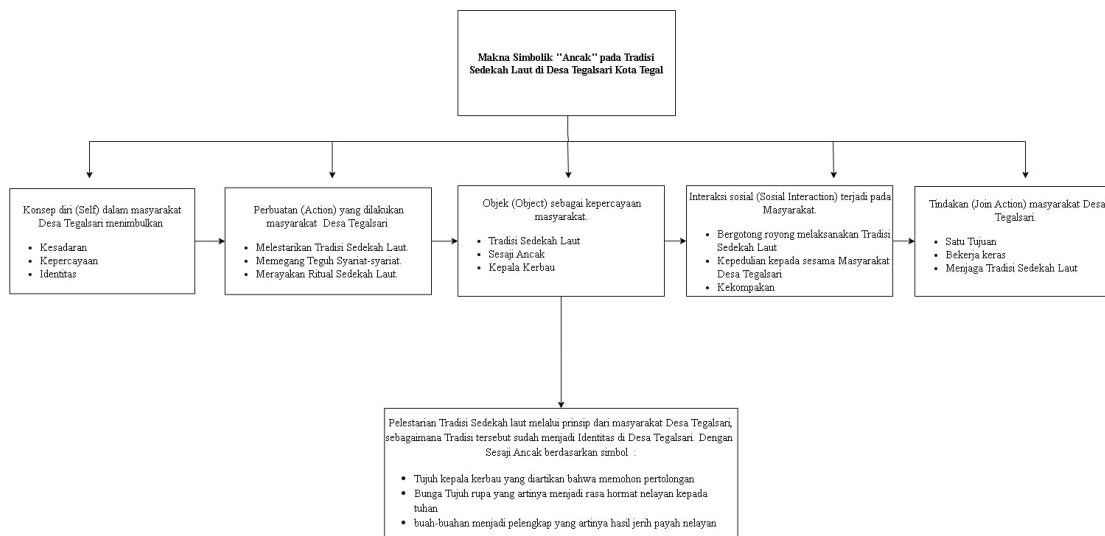 Makna Simbolik "Ancak" pada Tradisi
Sedekah Laut di Desa Tegalsari Kota Tegal
Konsep diri (Self) dalam masyarakat
Desa Tegalsari menimbulkan
• Kesadaran
• Kepercayaan
• Identitas
Perbuatan (Action) yang dilakukan
masyarakat Desa Tegalsari
• Melestarikan Tradisi Sedekah Laut.
• Memegang Teguh Syariat-syariat.
• Merayakan Ritual Sedekah Laut.
Objek (Object) sebagai kepercayaan
masyarakat.
• Tradisi Sedekah Laut
• Sesaji Ancak
• Kepala Kerbau
Interaksi sosial (Sosial Interaction) terjadi pada
Masyarakat.
• Bergotong royong melaksanakan Tradisi
Sedekah Laut
• Kepedulian kepada sesama Masyarakat
Desa Tegalsari
• Kekompakan
Tindakan (Join Action) masyarakat Desa
Tegalsari.
• Satu Tujuan
• Bekerja keras
• Menjaga Tradisi Sedekah Laut
Pelestarian Tradisi Sedekah laut melalui prinsip dari masyarakat Desa Tegalsari,
sebagaimana Tradisi tersebut sudah menjadi Identitas di Desa Tegalsari. Dengan
Sesaji Ancak berdasarkan simbol :
• Tujuh kepala kerbau yang diartikan bahwa memohon pertolongan
• Bunga Tujuh rupa yang artinya menjadi rasa hormat nelayan kepada
tuhan
• buah-buahan menjadi pelengkap yang artinya hasil jerih payah nelayan